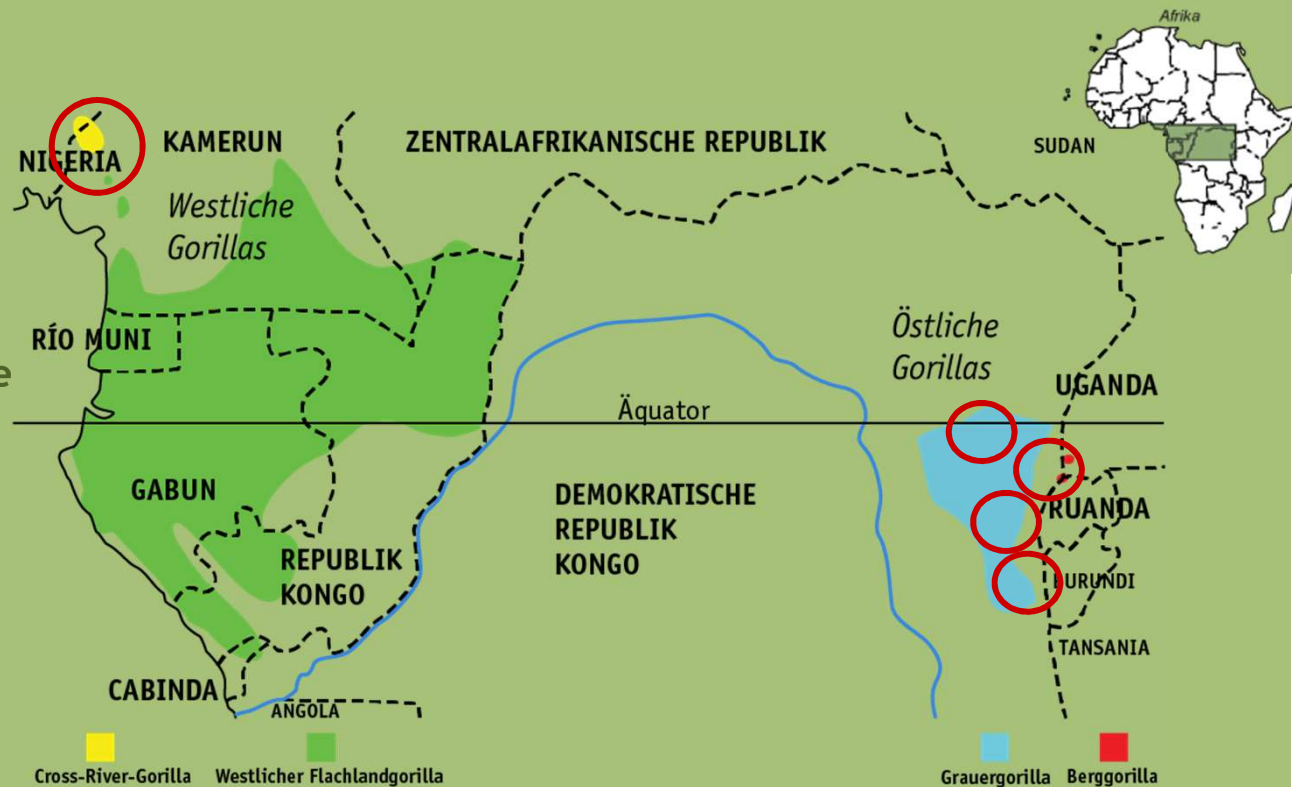 Afrika
KAMERUN
ZENTRALAFRIKANISCHE REPUBLIK
SUDAN
NIGERIA
Westliche
Gorillas
RÍO MUNI
Östliche
Gorillas
e
UGANDA
Äquator
GABUN
DEMOKRATISCHE
REPUBLIK
KONGO
RUANDA
REPUBLIK
KONGO
BURUNDI
TANSANIA
CABINDA
ANGOLA
Cross-River-Gorilla
Westlicher Flachlandgorilla
Grauergorilla
Berggorilla